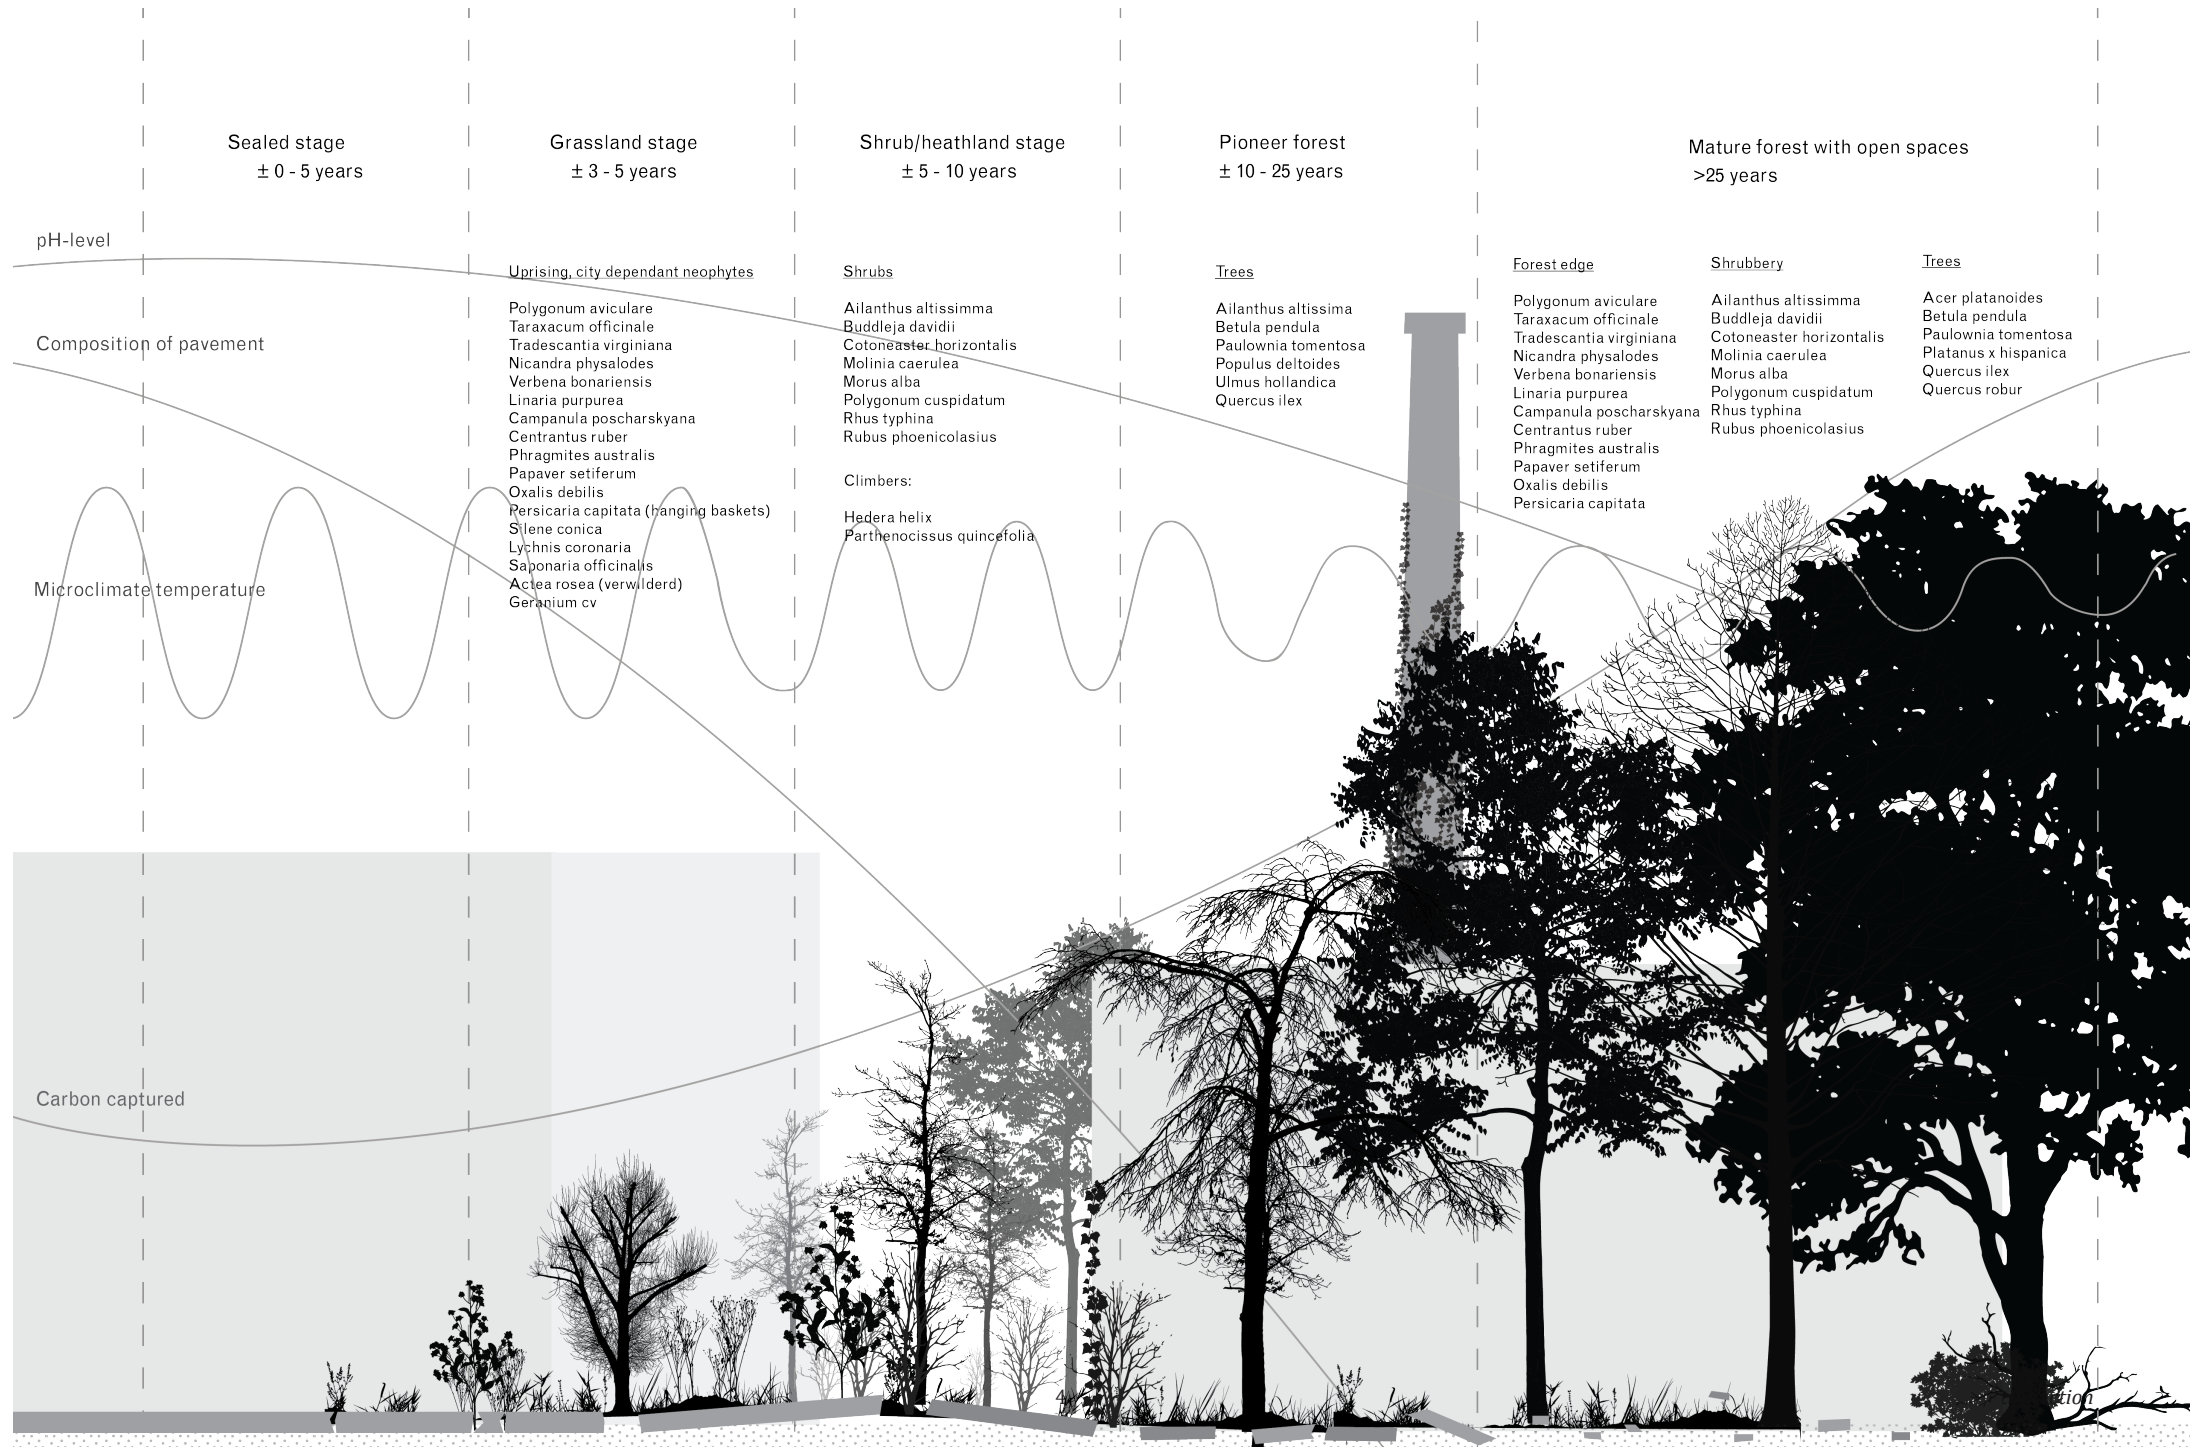 Sealed stage
± 0 - 5 years
Grassland stage
± 3 - 5 years
Shrub/heathland stage
± 5 - 10 years
Pioneer forest
± 10 - 25 years
Mature forest with open spaces
>25 years
pH-level
Composition of pavement
Microclimate temperature
Carbon captured
Uprising, city dependant neophytes
Polygonum aviculare
Taraxacum officinale
Tradescantia virginiana
Nicandra physalodes
Verbena bonariensis
Linaria purpurea
Campanula poscharskyana
Centrantus ruber
Phragmites australis
Papaver setiferum
Oxalis debilis
Persicaria capitata (hanging baskets)
Silene conica
Lychnis coronaria
Saponaria officinalis
Actea rosea (verwilderd)
Geranium cv
Shrubs
Ailanthus altissimma
Buddleja davidii
Cotoneaster horizontalis
Molinia caerulea
Morus alba
Polygonum cuspidatum
Rhus typhina
Rubus phoenicolasius
Climbers:
Hedera helix
Parthenocissus quincefolia
Trees
Ailanthus altissima
Betula pendula
Paulownia tomentosa
Populus deltoides
Ulmus hollandica
Quercus ilex
Forest edge
Polygonum aviculare
Taraxacum officinale
Tradescantia virginiana
Nicandra physalodes
Verbena bonariensis
Linaria purpurea
Campanula poscharskyana
Centrantus ruber
Phragmites australis
Papaver setiferum
Oxalis debilis
Persicaria capitata
Shrubbery
Ailanthus altissimma
Buddleja davidii
Cotoneaster horizontalis
Molinia caerulea
Morus alba
Polygonum cuspidatum
Rhus typhina
Rubus phoenicolasius
Trees
Acer platanoides
Betula pendula
Paulownia tomentosa
Platanus x hispanica
Quercus ilex
Quercus robur